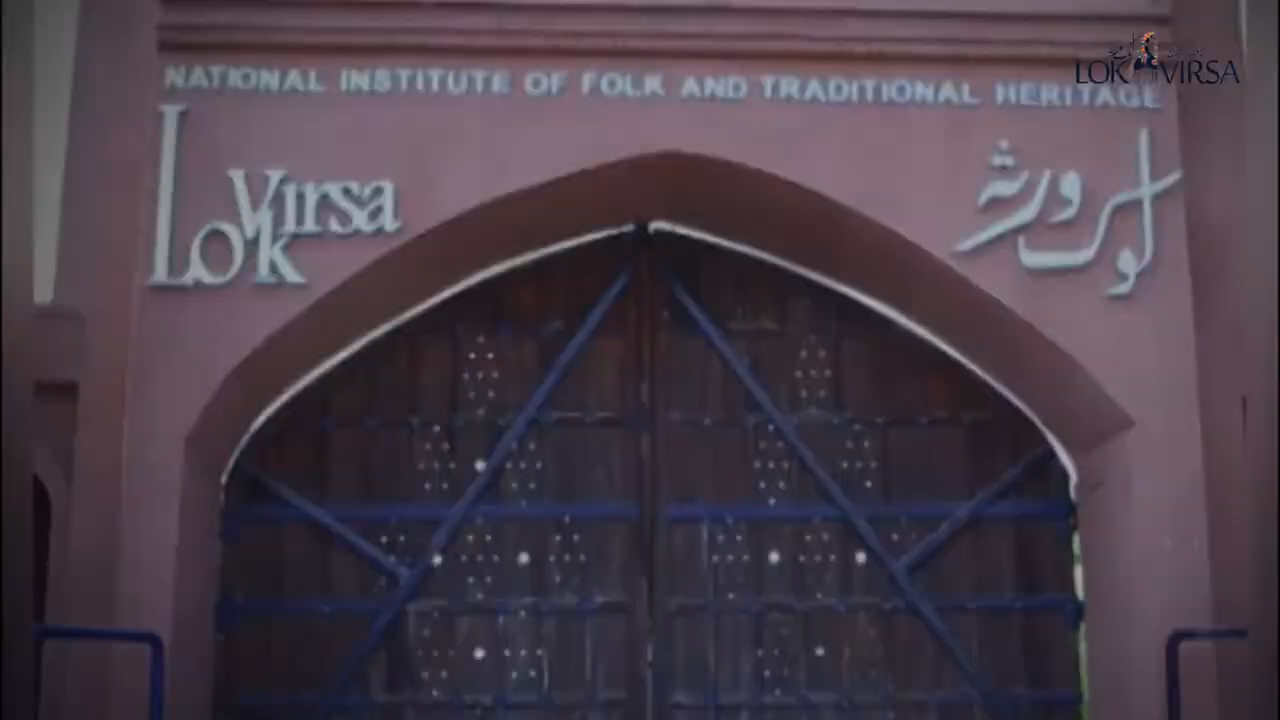 NATIONAL INSTITUTE OF FOLK AND TRADITIONAL HERITAGE
LOK VIRSA
Lok Virsa
لوک ورثہ